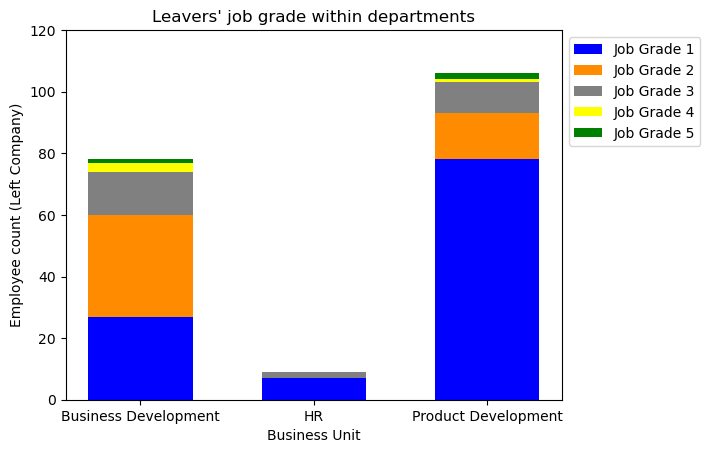 Leavers' job grade within departments
120
100
80
60
40
20
0
Employee count (Left Company)
Business Development
HR
Product Development
Business Unit
Job Grade 1
Job Grade 2
Job Grade 3
Job Grade 4
Job Grade 5